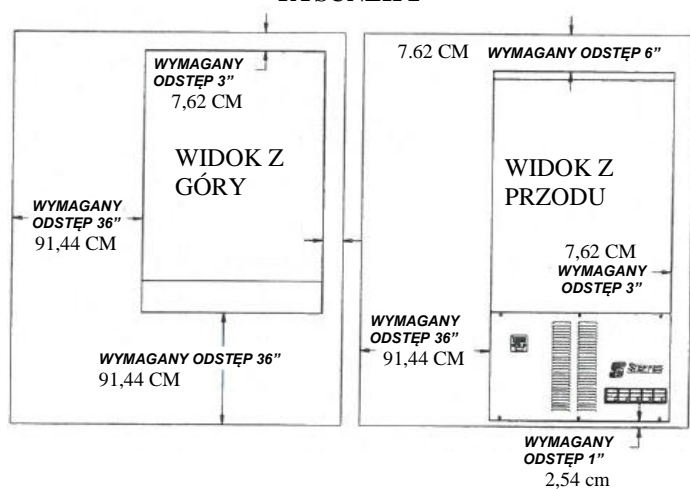 WYMAGANY
ODSTĘP 3”
7,62 CM
WIDOK Z
GÓRY
WYMAGANY
ODSTĘP 36”
91,44 CM
WYMAGANY ODSTĘP 36”
91,44 CM
7.62 CM WYMAGANY ODSTĘP 6”
WIDOK Z
PRZODU
7,62 CM
WYMAGANY
ODSTĘP 3”
WYMAGANY
ODSTĘP 36”
91,44 CM
WYMAGANY
ODSTĘP 1”
2,54 cm